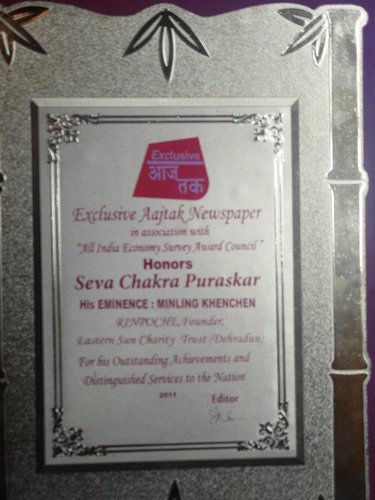 Exclusive
आज
तक
Exclusive Aajtak Newspaper
in association with
"All India Economy Survey Award Council"
Honors
Seva Chakra Puraskar
His EMINENCE : MINLING KHENCHEN
RINPOCHE, Founder,
Eastern Sun Charity Trust (Dehradun)
For his Outstanding Achievements and
Distinguished Services to the Nation
2011
Editor